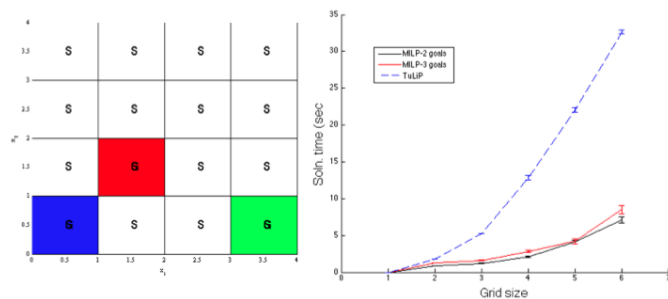 4
3.5
3
2.5
2
1.5
1
0.5
0
S S S S
S S S S
S G S S
G S S G
0 0.5 1 1.5 2 2.5 3 3.5 4
x₂
x₁
35
30
25
20
15
10
5
0
MILP-2 goals
MILP-3 goals
TuLiP
Soln. time (sec
0 1 2 3 4 5 6
Grid size